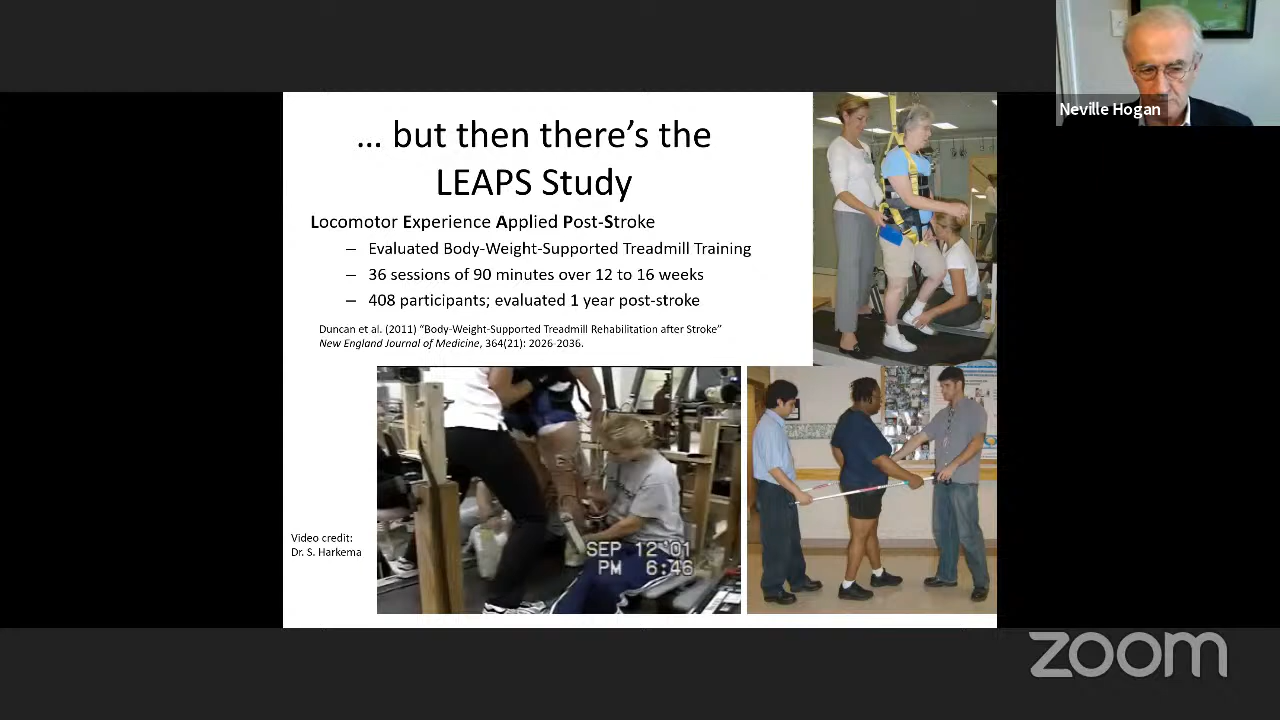 Neville Hogan
... but then there's the
LEAPS Study
Locomotor Experience Applied Post-Stroke
– Evaluated Body-Weight-Supported Treadmill Training
– 36 sessions of 90 minutes over 12 to 16 weeks
– 408 participants; evaluated 1 year post-stroke
Duncan et al. (2011) “Body-Weight-Supported Treadmill Rehabilitation after Stroke”
New England Journal of Medicine, 364(21): 2026-2036.
Video credit:
Dr. S. Harkema
SEP 12 '01
PM 6:46
zoom